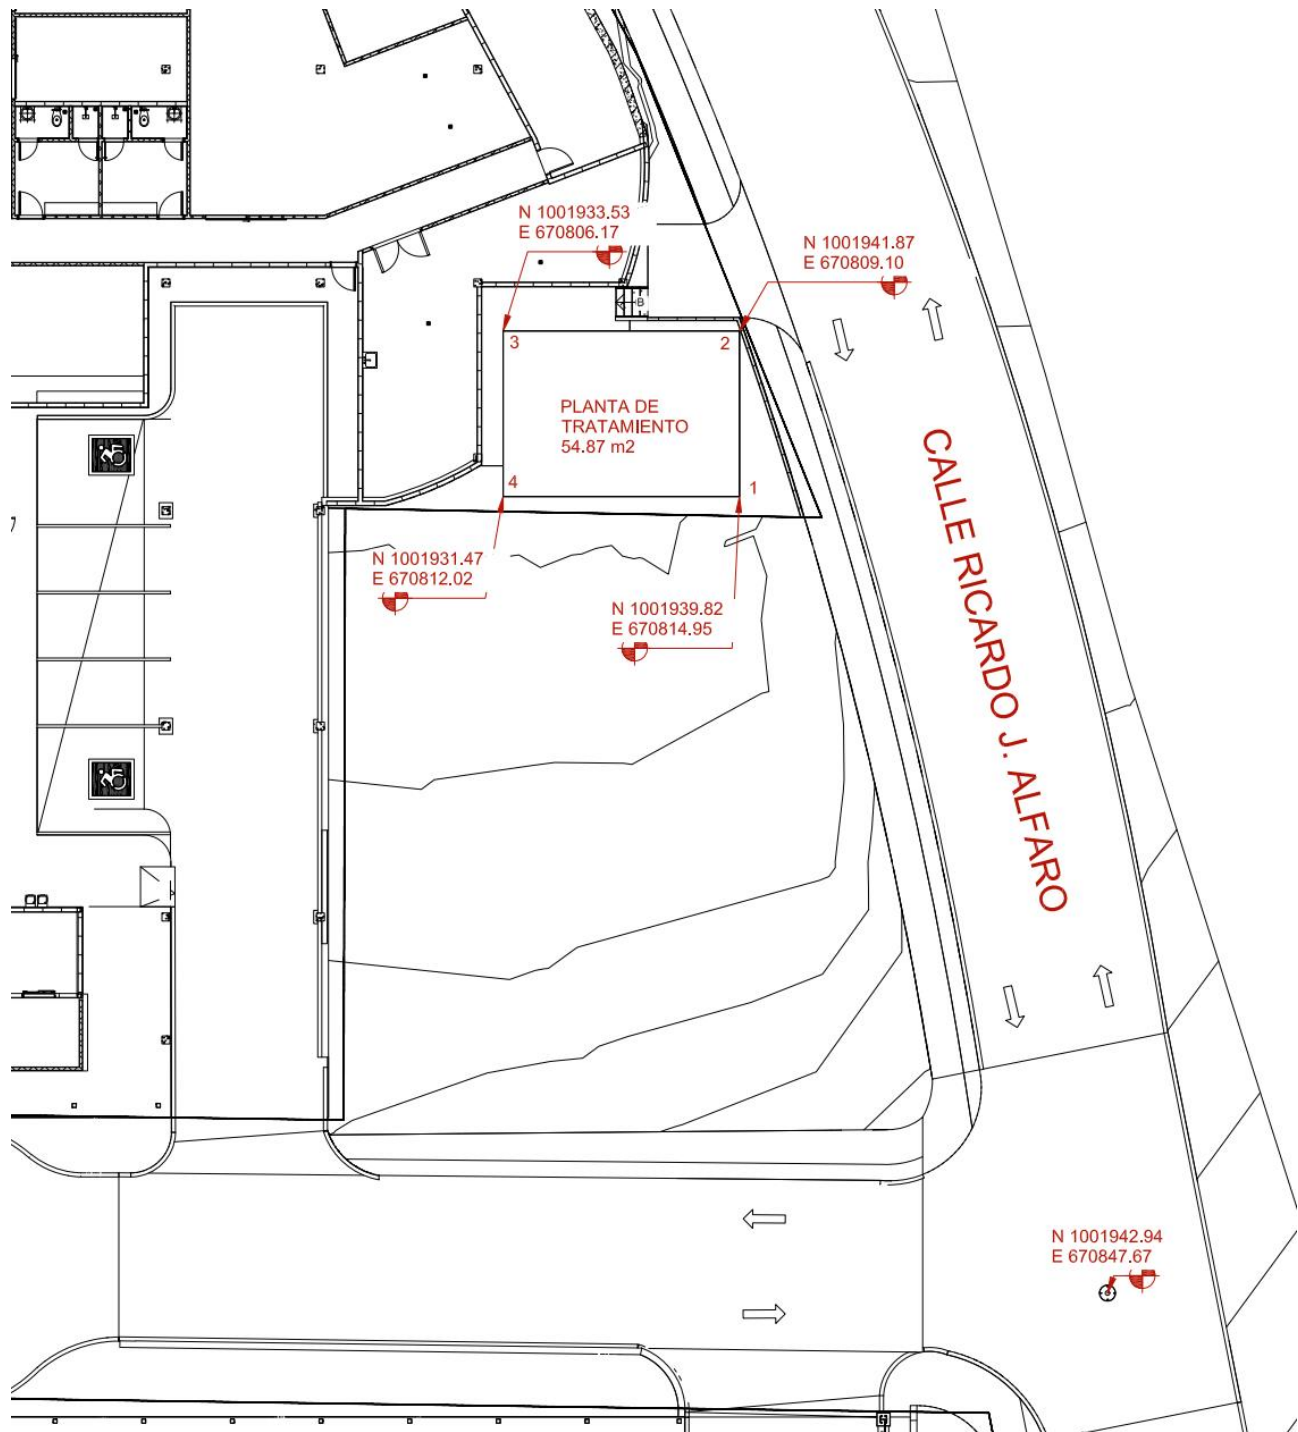 N 1001933.53
E 670806.17
N 1001941.87
E 670809.10
B
3
2
PLANTA DE
TRATAMIENTO
54.87 m2
4
1
N 1001931.47
E 670812.02
N 1001939.82
E 670814.95
CALLE RICARDO J. ALFARO
N 1001942.94
E 670847.67